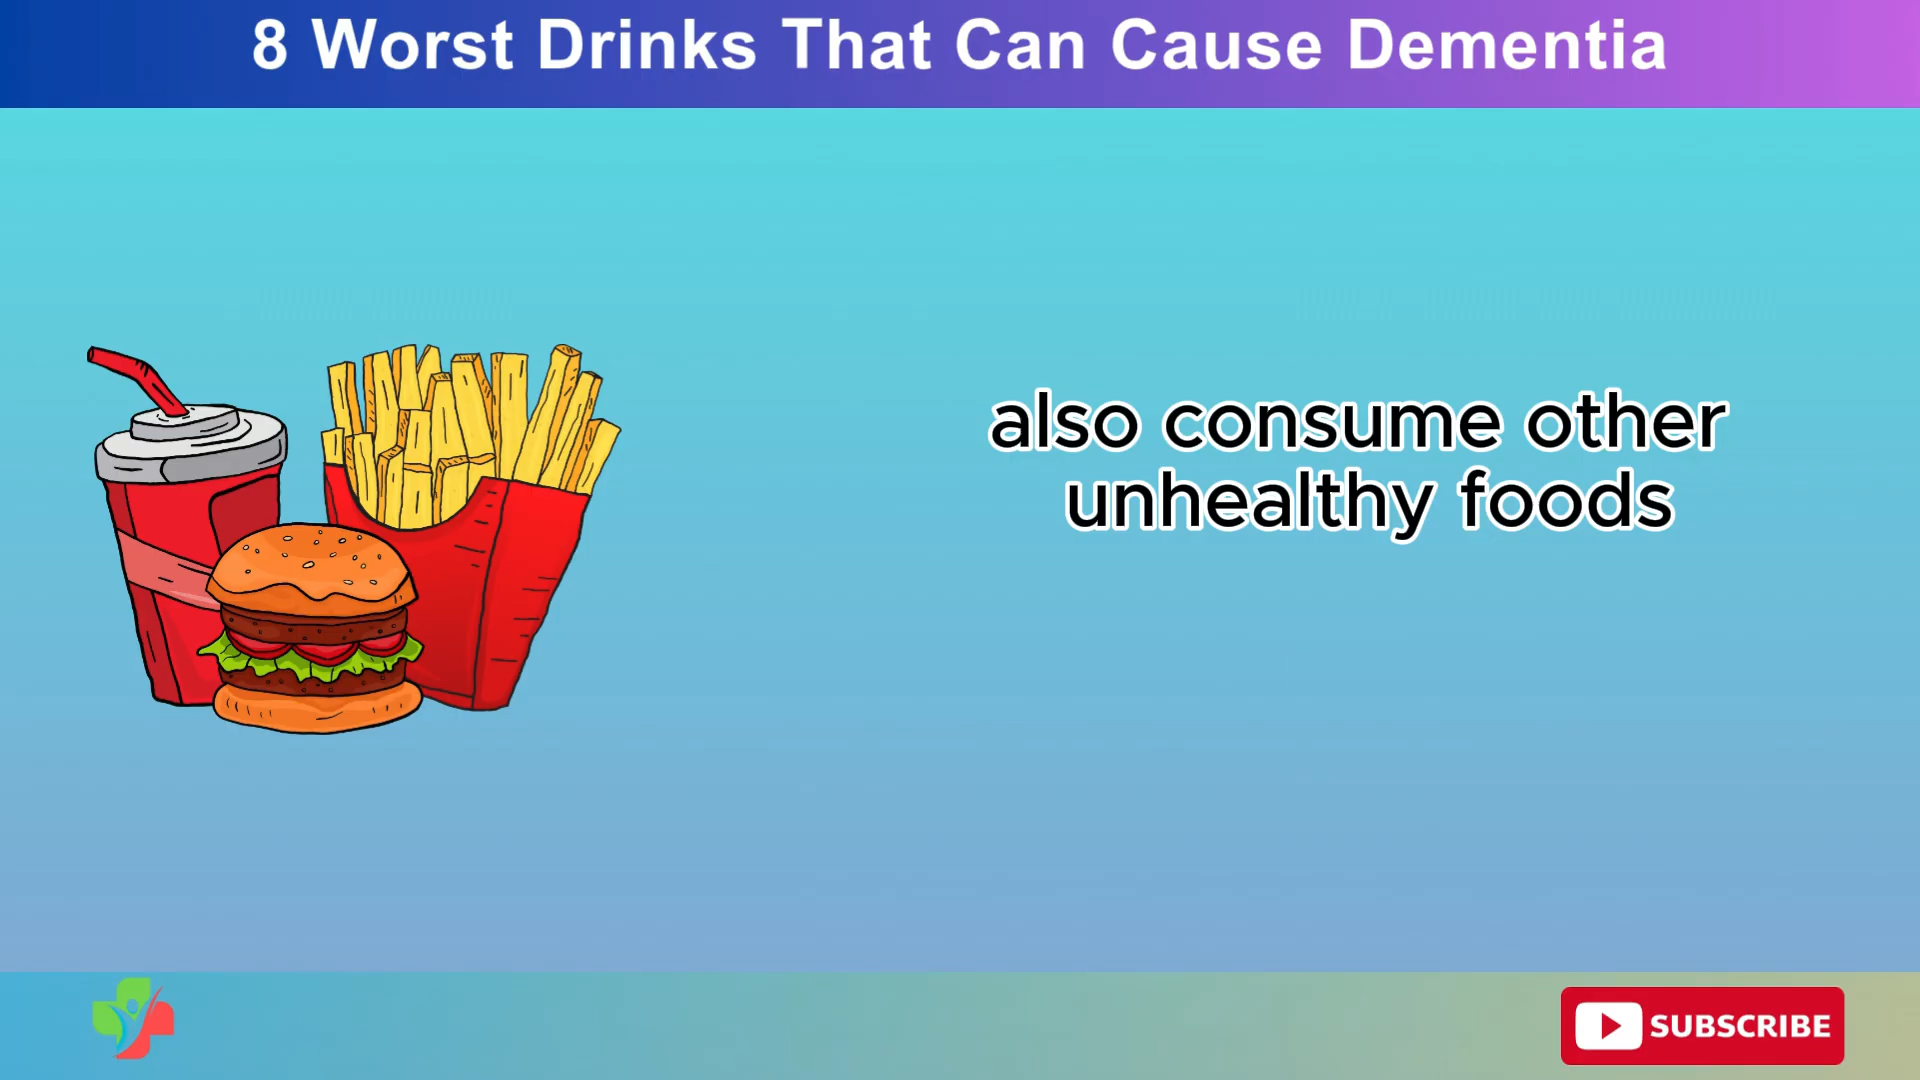 8 Worst Drinks That Can Cause Dementia
also consume other
unhealthy foods
SUBSCRIBE